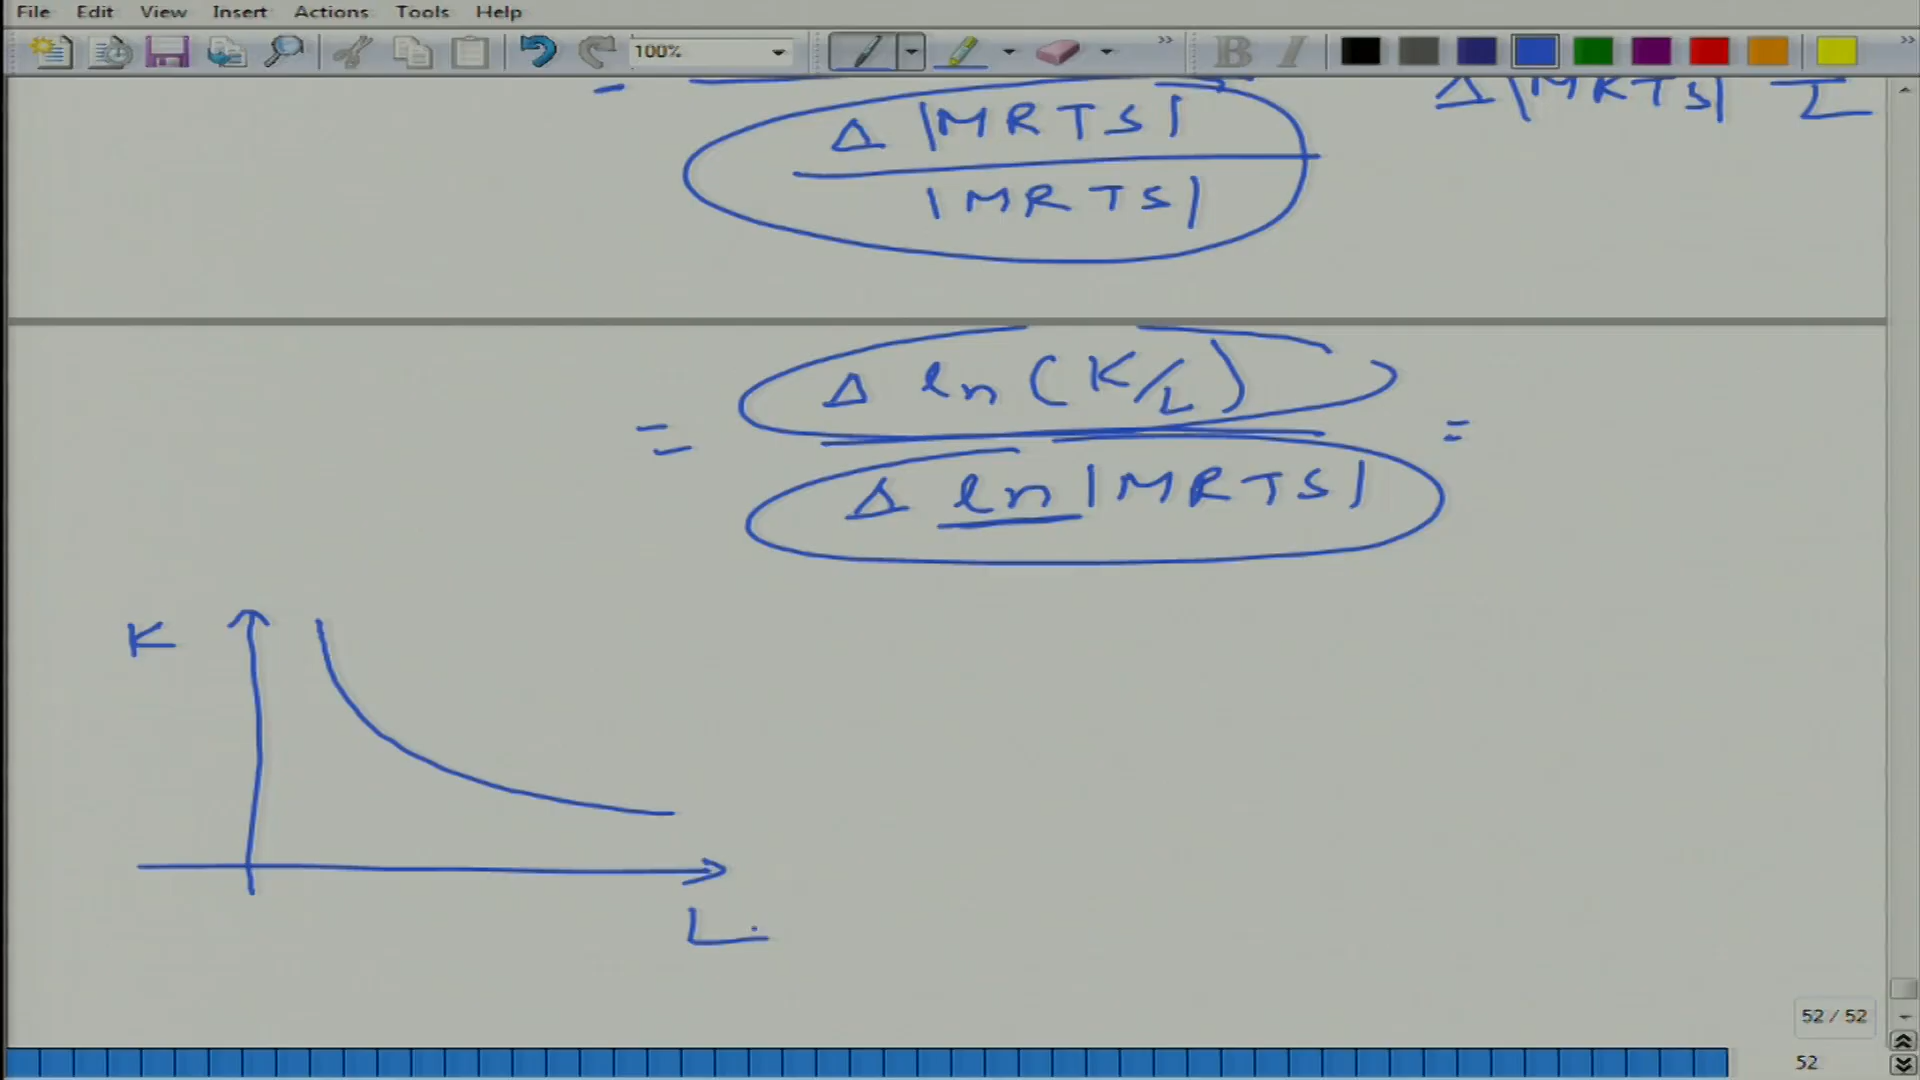 File Edit View Insert Actions Tools Help
100% B I
Δ |MRTS| L
Δ |MRTS|
|MRTS|
= Δ ln (K/L) =
Δ ln |MRTS|
K
L
52 / 52
52